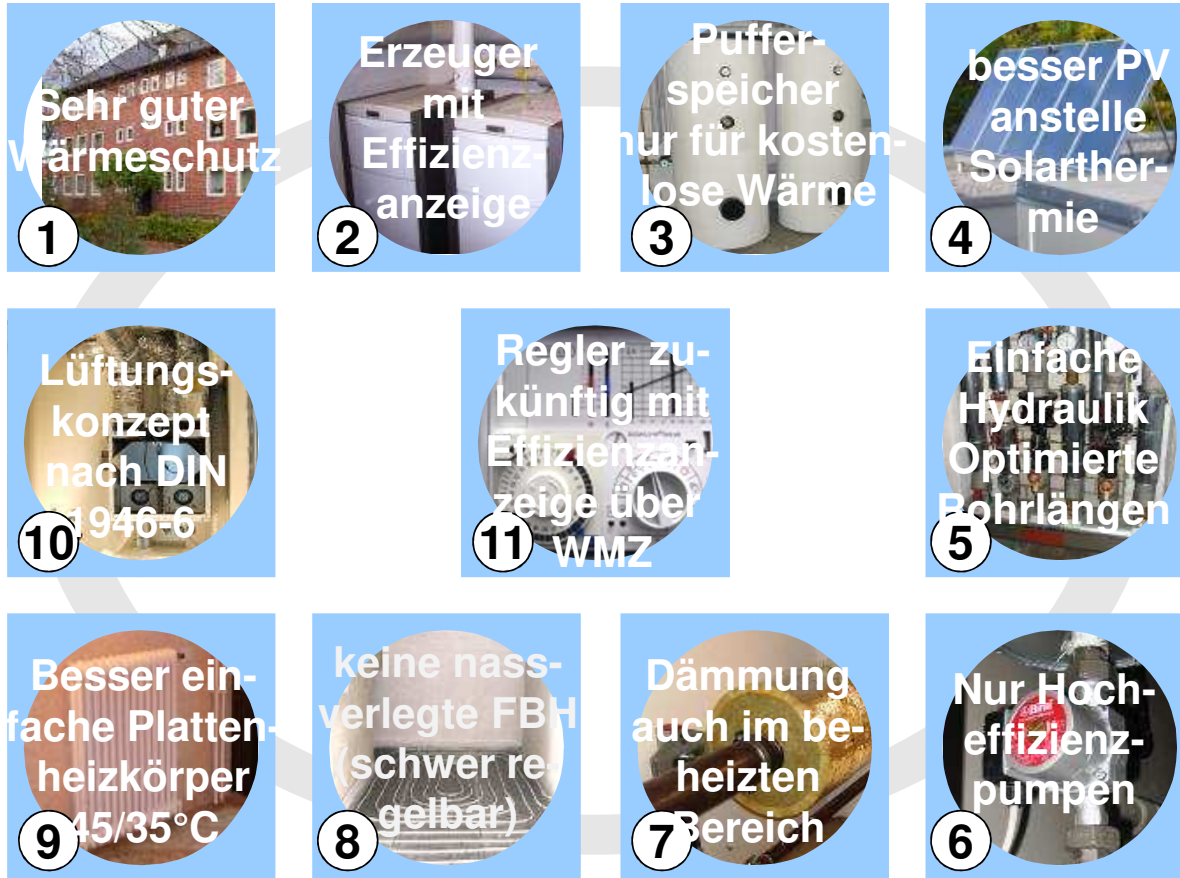 Sehr guter
Wärmeschutz
1
Erzeuger
mit
Effizienz-
anzeige
2
Puffer-
speicher
nur für kosten-
lose Wärme
3
besser PV
anstelle
Solarther-
mie
4
Lüftungs-
konzept
nach DIN
1946-6
10
Regler zu-
künftig mit
Effizienzan-
zeige über
WMZ
11
Einfache
Hydraulik
Optimierte
Rohrlängen
5
Besser ein-
fache Platten-
heizkörper
45/35°C
9
keine nass-
verlegte FBH
(schwer re-
gelbar)
8
Dämmung
auch im be-
heizten
Bereich
7
Nur Hoch-
effizienz-
pumpen
6